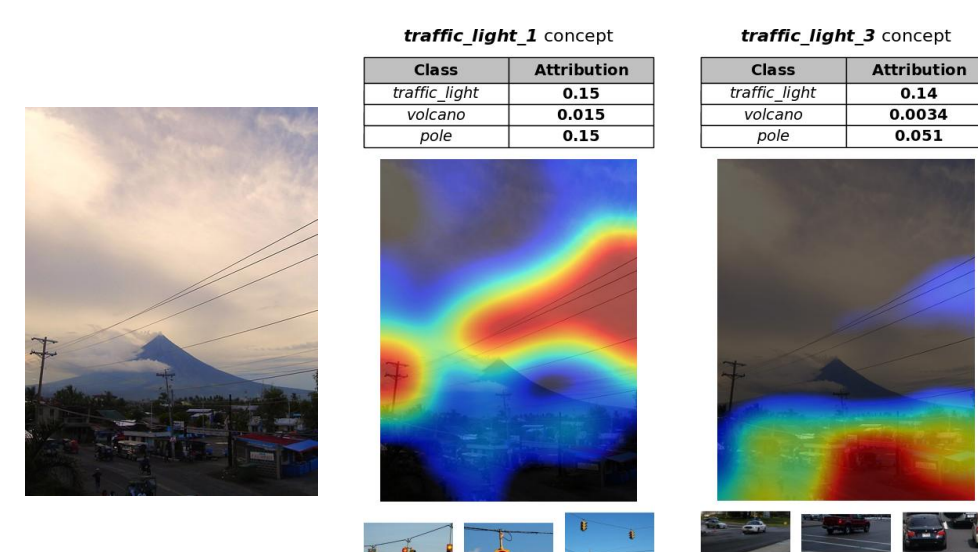 traffic_light_1 concept
Class Attribution
traffic_light 0.15
volcano 0.015
pole 0.15
traffic_light_3 concept
Class Attribution
traffic_light 0.14
volcano 0.0034
pole 0.051